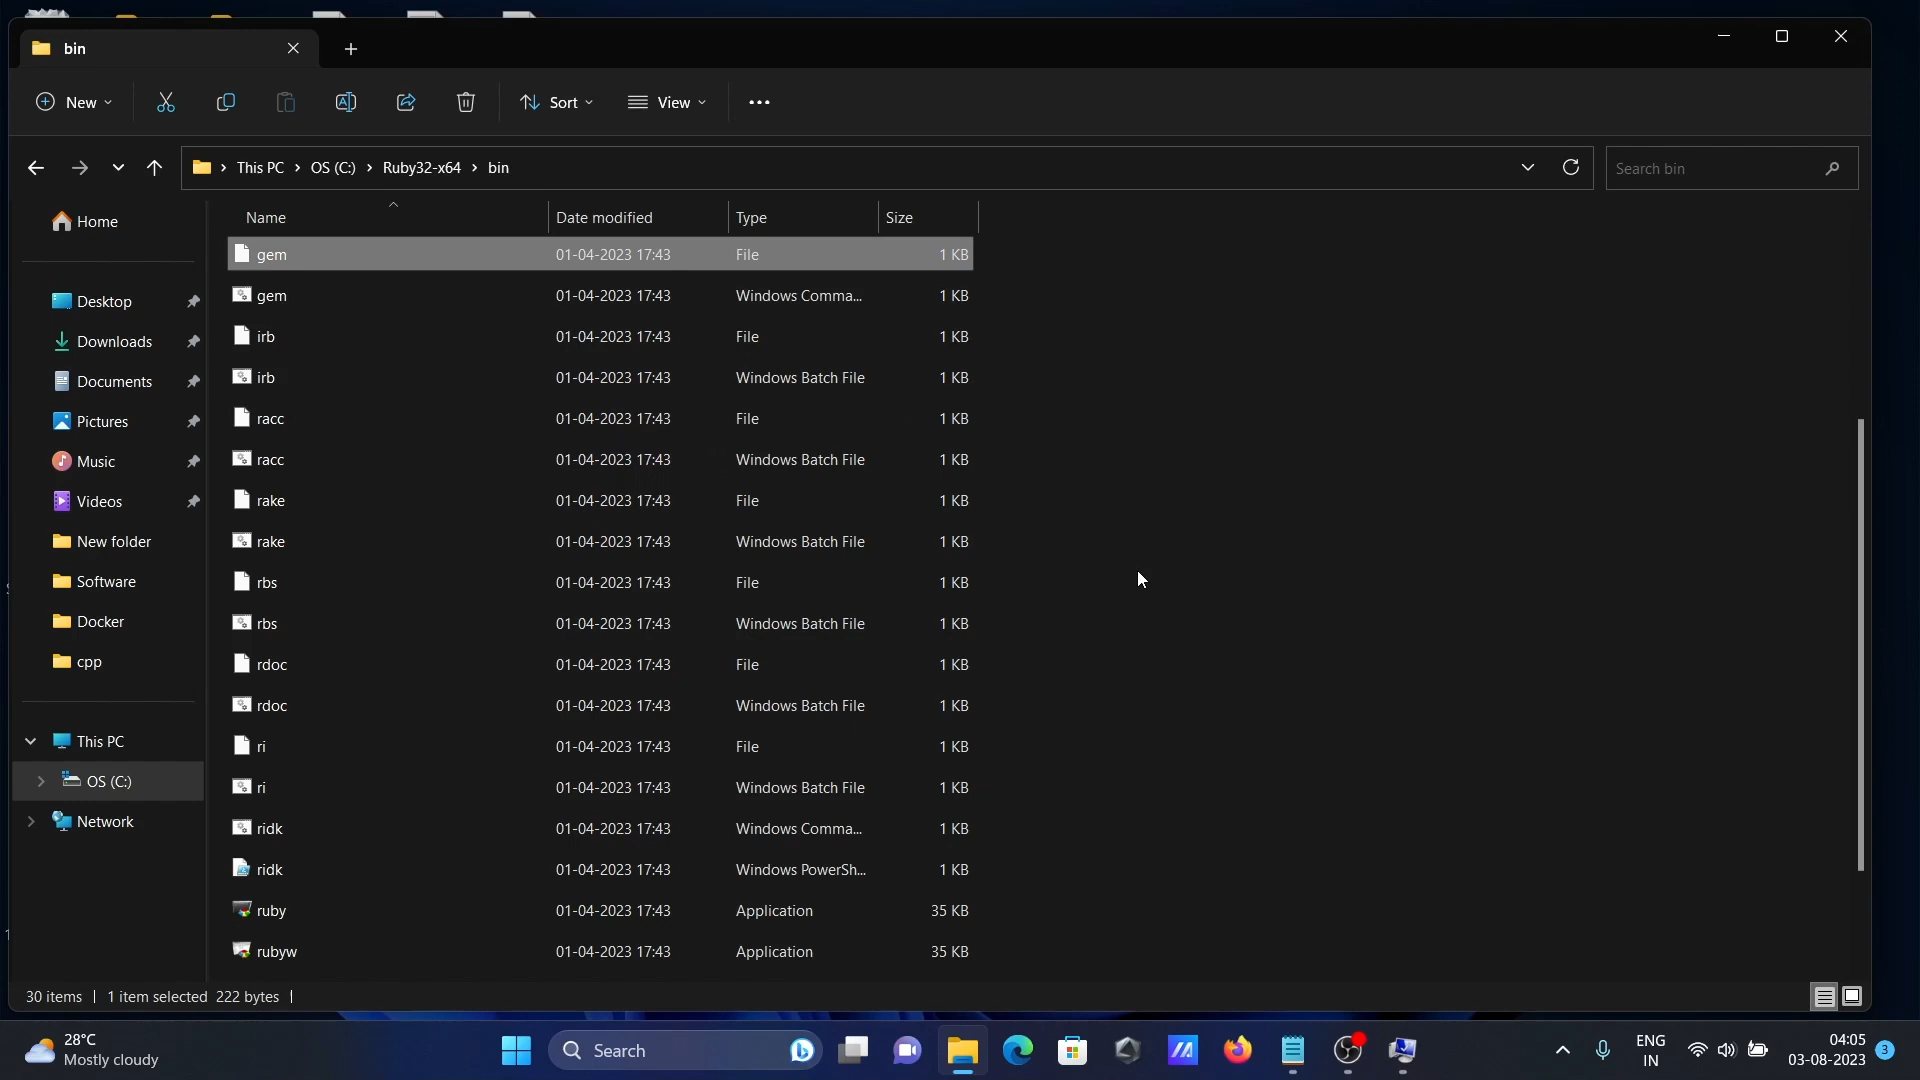 bin
New
Sort
View
This PC
OS (C:)
Ruby32-x64
bin
Search bin
Home
Desktop
Downloads
Documents
Pictures
Music
Videos
New folder
Software
Docker
cpp
This PC
OS (C:)
Network
Name Date modified Type Size
gem 01-04-2023 17:43 File 1 KB
gem 01-04-2023 17:43 Windows Comma... 1 KB
irb 01-04-2023 17:43 File 1 KB
irb 01-04-2023 17:43 Windows Batch File 1 KB
racc 01-04-2023 17:43 File 1 KB
racc 01-04-2023 17:43 Windows Batch File 1 KB
rake 01-04-2023 17:43 File 1 KB
rake 01-04-2023 17:43 Windows Batch File 1 KB
rbs 01-04-2023 17:43 File 1 KB
rbs 01-04-2023 17:43 Windows Batch File 1 KB
rdoc 01-04-2023 17:43 File 1 KB
rdoc 01-04-2023 17:43 Windows Batch File 1 KB
ri 01-04-2023 17:43 File 1 KB
ri 01-04-2023 17:43 Windows Batch File 1 KB
ridk 01-04-2023 17:43 Windows Comma... 1 KB
ridk 01-04-2023 17:43 Windows PowerSh... 1 KB
ruby 01-04-2023 17:43 Application 35 KB
rubyw 01-04-2023 17:43 Application 35 KB
30 items 1 item selected 222 bytes
28°C
Mostly cloudy
Search
ENG
IN
04:05
03-08-2023
3